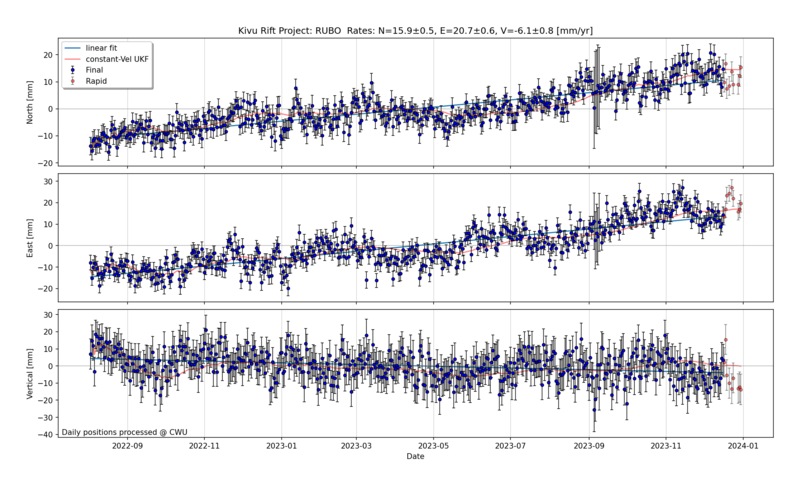 Kivu Rift Project: RUBO  Rates: N=15.9±0.5, E=20.7±0.6, V=-6.1±0.8 [mm/yr]
linear fit
constant-Vel UKF
Final
Rapid
North [mm]
20
10
0
−10
−20
East [mm]
30
20
10
0
−10
−20
Vertical [mm]
30
20
10
0
−10
−20
−30
−40
Daily positions processed @ CWU
2022-09 2022-11 2023-01 2023-03 2023-05 2023-07 2023-09 2023-11 2024-01
Date